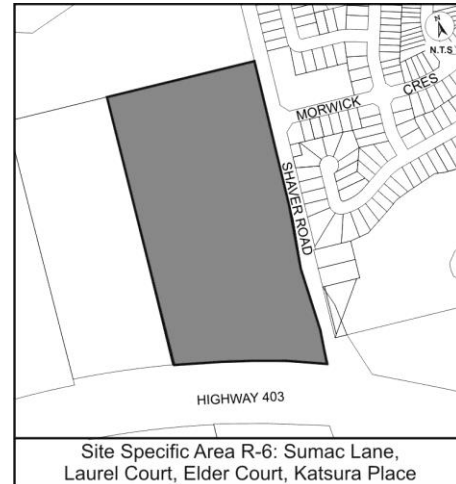 N
N.T.S
MORWICK
CRES
SHAVER ROAD
HIGHWAY 403
Site Specific Area R-6: Sumac Lane,
Laurel Court, Elder Court, Katsura Place